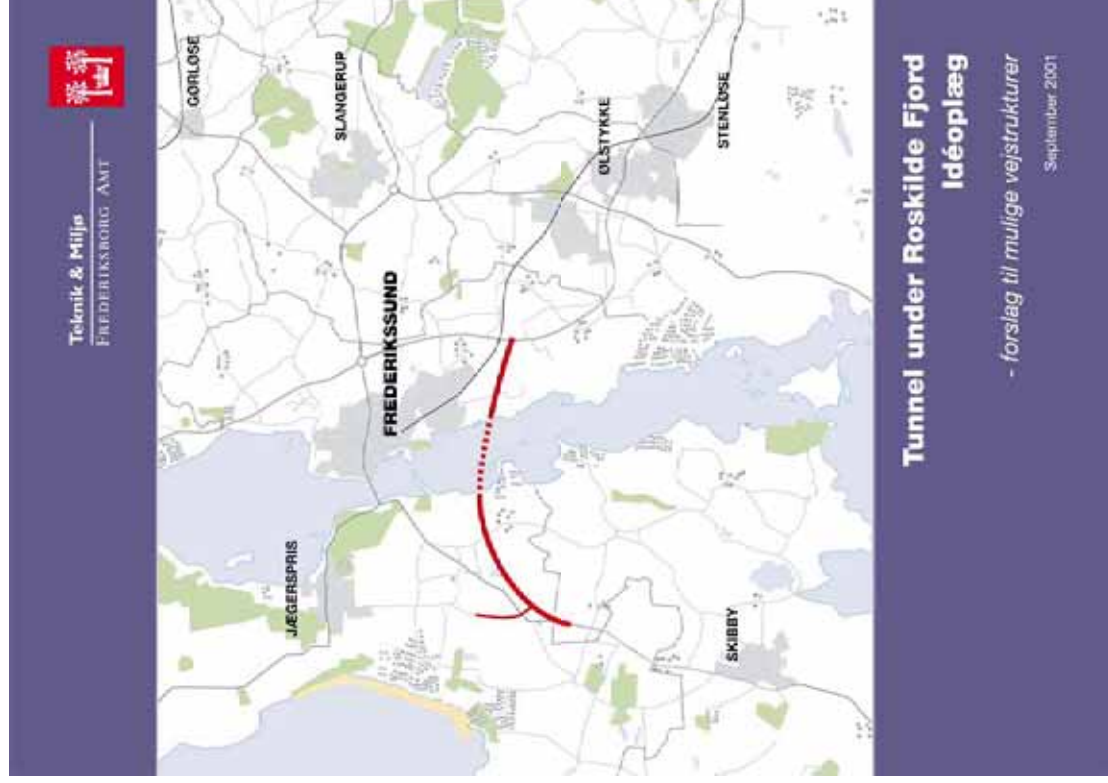 Teknik & Miljø
FREDERIKSBORG AMT
GØRLØSE
SLANGERUP
FREDERIKSSUND
ØLSTYKKE
STENLØSE
JÆGERSPRIS
SKIBBY
Tunnel under Roskilde Fjord
Idéoplæg
- forslag til mulige vejstrukturer
September 2001